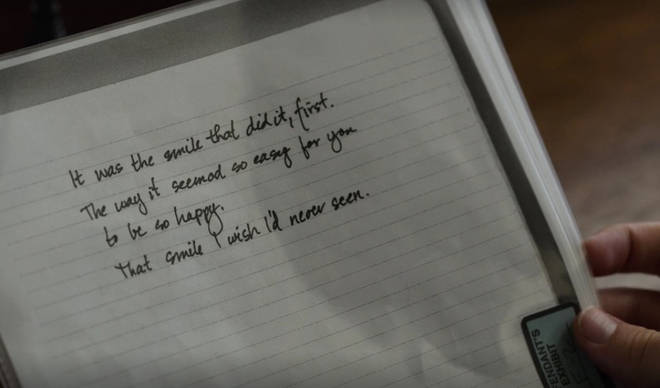 It was the smile that did it, first.
The way it seemed so easy for you
to be so happy.
That smile I wish I'd never seen.
ENDANT'S
EXHIBIT